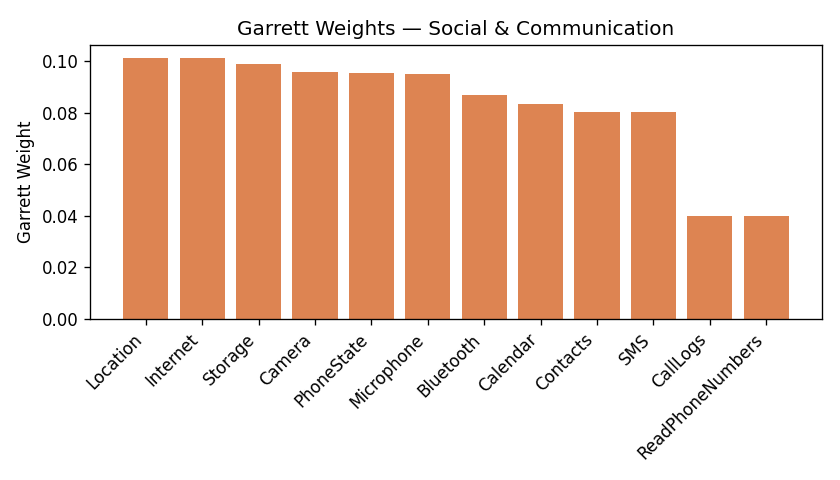 Garrett Weights — Social & Communication
Garrett Weight
0.10
0.08
0.06
0.04
0.02
0.00
Location
Internet
Storage
Camera
PhoneState
Microphone
Bluetooth
Calendar
Contacts
SMS
CallLogs
ReadPhoneNumbers